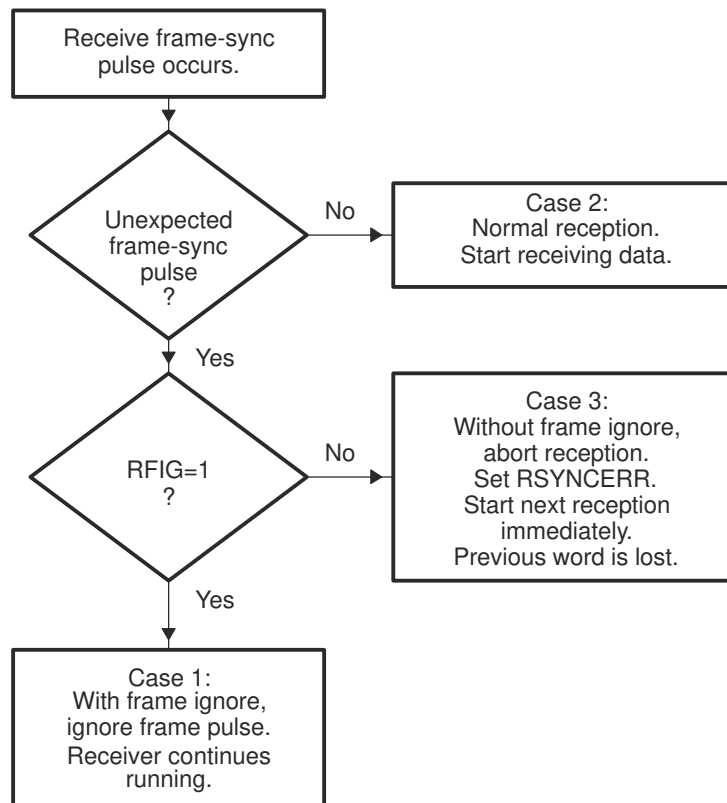 Receive frame-sync
pulse occurs.
Unexpected
frame-sync
pulse
?
No
Case 2:
Normal reception.
Start receiving data.
Yes
RFIG=1
?
No
Case 3:
Without frame ignore,
abort reception.
Set RSYNCERR.
Start next reception
immediately.
Previous word is lost.
Yes
Case 1:
With frame ignore,
ignore frame pulse.
Receiver continues
running.